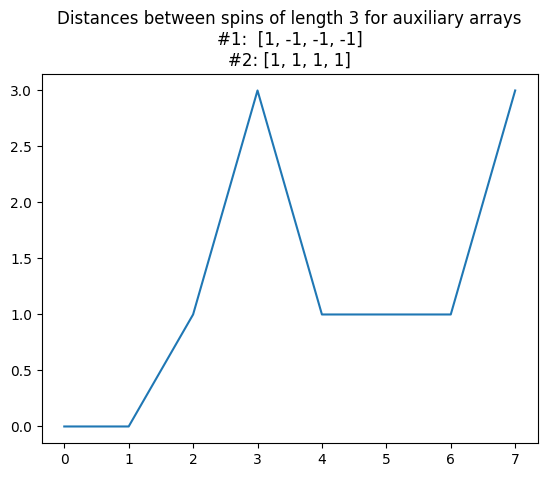 Distances between spins of length 3 for auxiliary arrays
#1:  [1, -1, -1, -1]
#2: [1, 1, 1, 1]
3.0
2.5
2.0
1.5
1.0
0.5
0.0
0 1 2 3 4 5 6 7